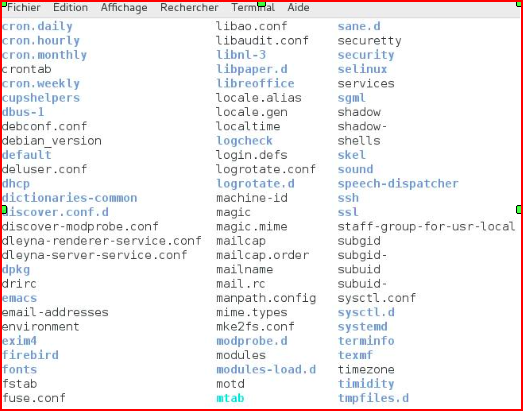 Fichier Edition Affichage Rechercher Terminal Aide
cron.daily libao.conf sane.d
cron.hourly libaudit.conf securetty
cron.monthly libnl-3 security
crontab libpaper.d selinux
cron.weekly libreoffice services
cupshelpers locale.alias sgml
dbus-1 locale.gen shadow
debconf.conf localtime shadow-
debian_version logcheck shells
default login.defs skel
deluser.conf logrotate.conf sound
dhcp logrotate.d speech-dispatcher
dictionaries-common machine-id ssh
discover.conf.d magic ssl
discover-modprobe.conf magic.mime staff-group-for-usr-local
dleyna-renderer-service.conf mailcap subgid
dleyna-server-service.conf mailcap.order subgid-
dpkg mailname subuid
drirc mail.rc subuid-
emacs manpath.config sysctl.conf
email-addresses mime.types sysctl.d
environment mke2fs.conf systemd
exim4 modprobe.d terminfo
firebird modules texmf
fonts modules-load.d timezone
fstab motd timidity
fuse.conf mtab tmpfiles.d